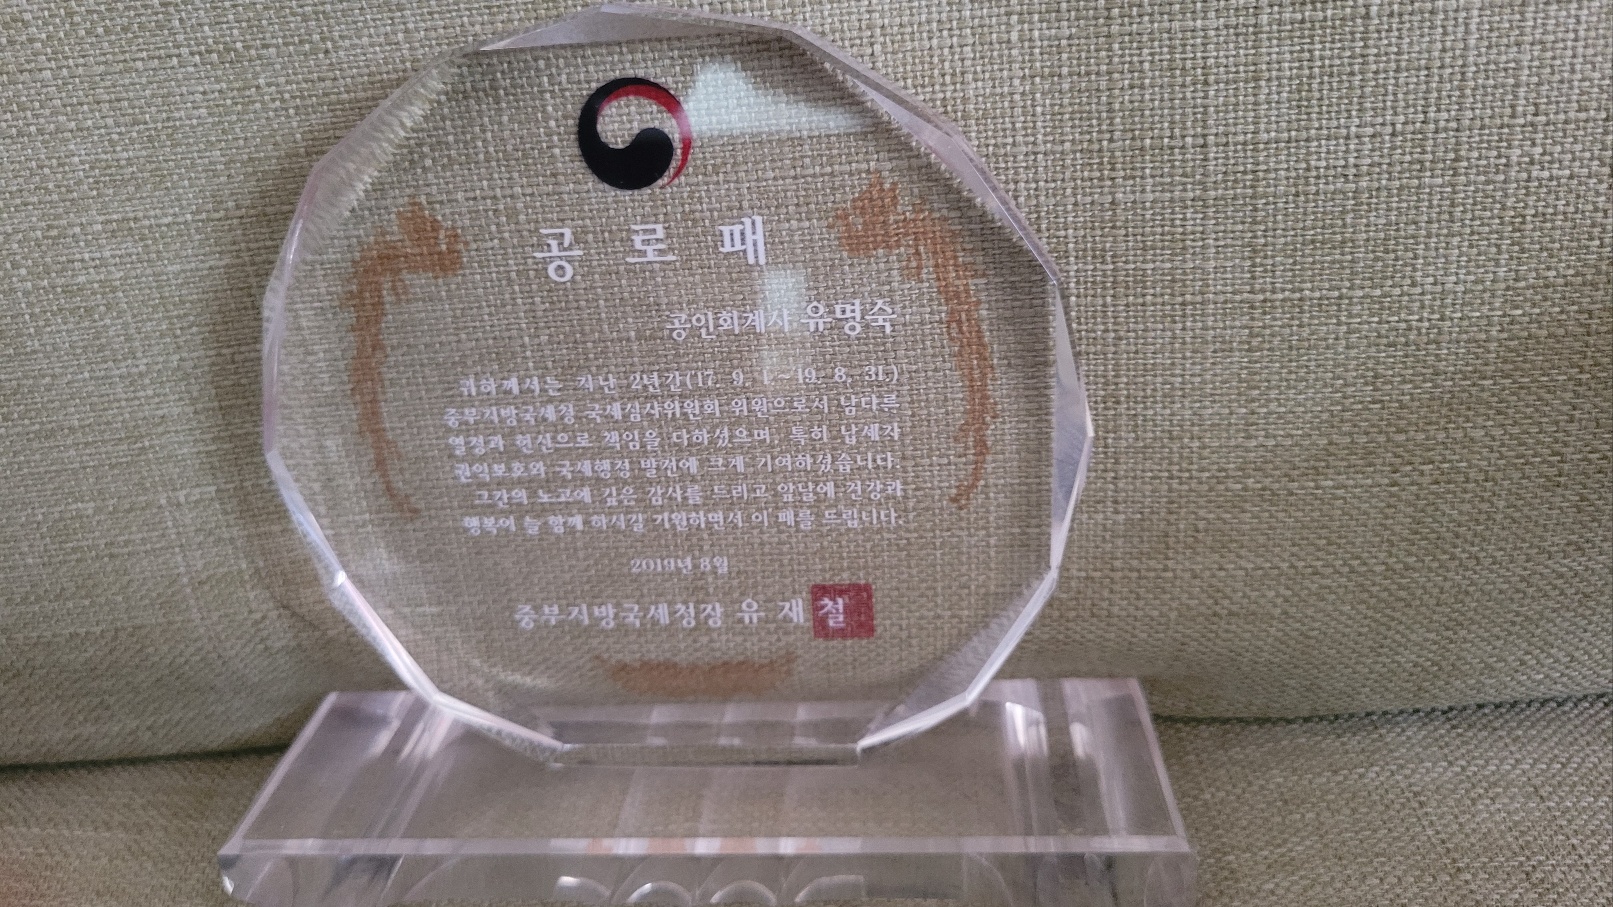 공로패
공인회계사 유명숙
귀하께서는 지난 2년간(17. 9. 1.~19. 8. 31.)
중부지방국세청 국세심사위원회 위원으로서 남다른
열정과 헌신으로 책임을 다하셨으며, 특히 납세자
권익보호와 국세행정 발전에 크게 기여하셨습니다.
그간의 노고에 깊은 감사를 드리고 앞날에 건강과
행복이 늘 함께 하시길 기원하면서 이 패를 드립니다.
2019년 8월
중부지방국세청장 유재철